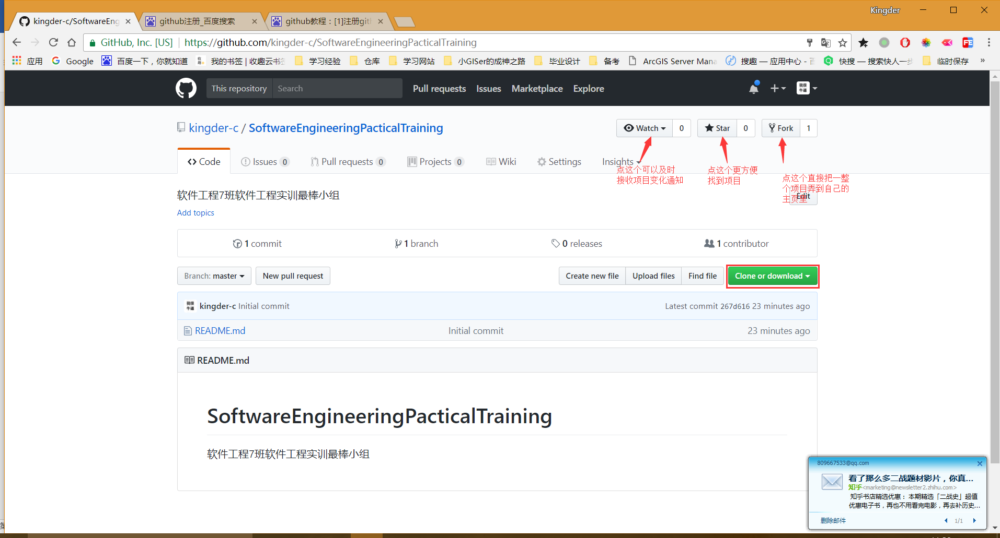 Kingder
kingder-c/SoftwareEng
github注册_百度搜索
github教程：[1]注册git
GitHub, Inc. [US]
https://github.com/kingder-c/SoftwareEngineeringPacticalTraining
应用
Google
百度一下，你就知道
我的书签 | 收趣云书签
学习经验
仓库
学习网站
小GISer的成神之路
毕业设计
备考
ArcGIS Server Mana
搜趣 — 应用中心 - 百
快搜 — 搜索快人一步
临时保存
»
This repository
Search
Pull requests
Issues
Marketplace
Explore
我很
牛逼
kingder-c / SoftwareEngineeringPacticalTraining
Watch
0
Star
0
Fork
1
Code
Issues 0
Pull requests 0
Projects 0
Wiki
Settings
Insights
点这个可以及时
接收项目变化通知
点这个更方便
找到项目
点这个直接把一整
个项目弄到自己的
主页里
软件工程7班软件工程实训最棒小组
Edit
Add topics
1 commit
1 branch
0 releases
1 contributor
Branch: master
New pull request
Create new file
Upload files
Find file
Clone or download
我很
牛逼
kingder-c Initial commit
Latest commit 267d616 23 minutes ago
README.md
Initial commit
23 minutes ago
README.md
SoftwareEngineeringPacticalTraining
软件工程7班软件工程实训最棒小组
809667533@qq.com
看了那么多二战题材影片，你真...
知乎<marketing@newsletter2.zhihu.com>
知乎书店精选优惠： 本期精选「二战史」超值
优惠电子书，再也不用看完电影，再去补历史...
删除邮件
1/1